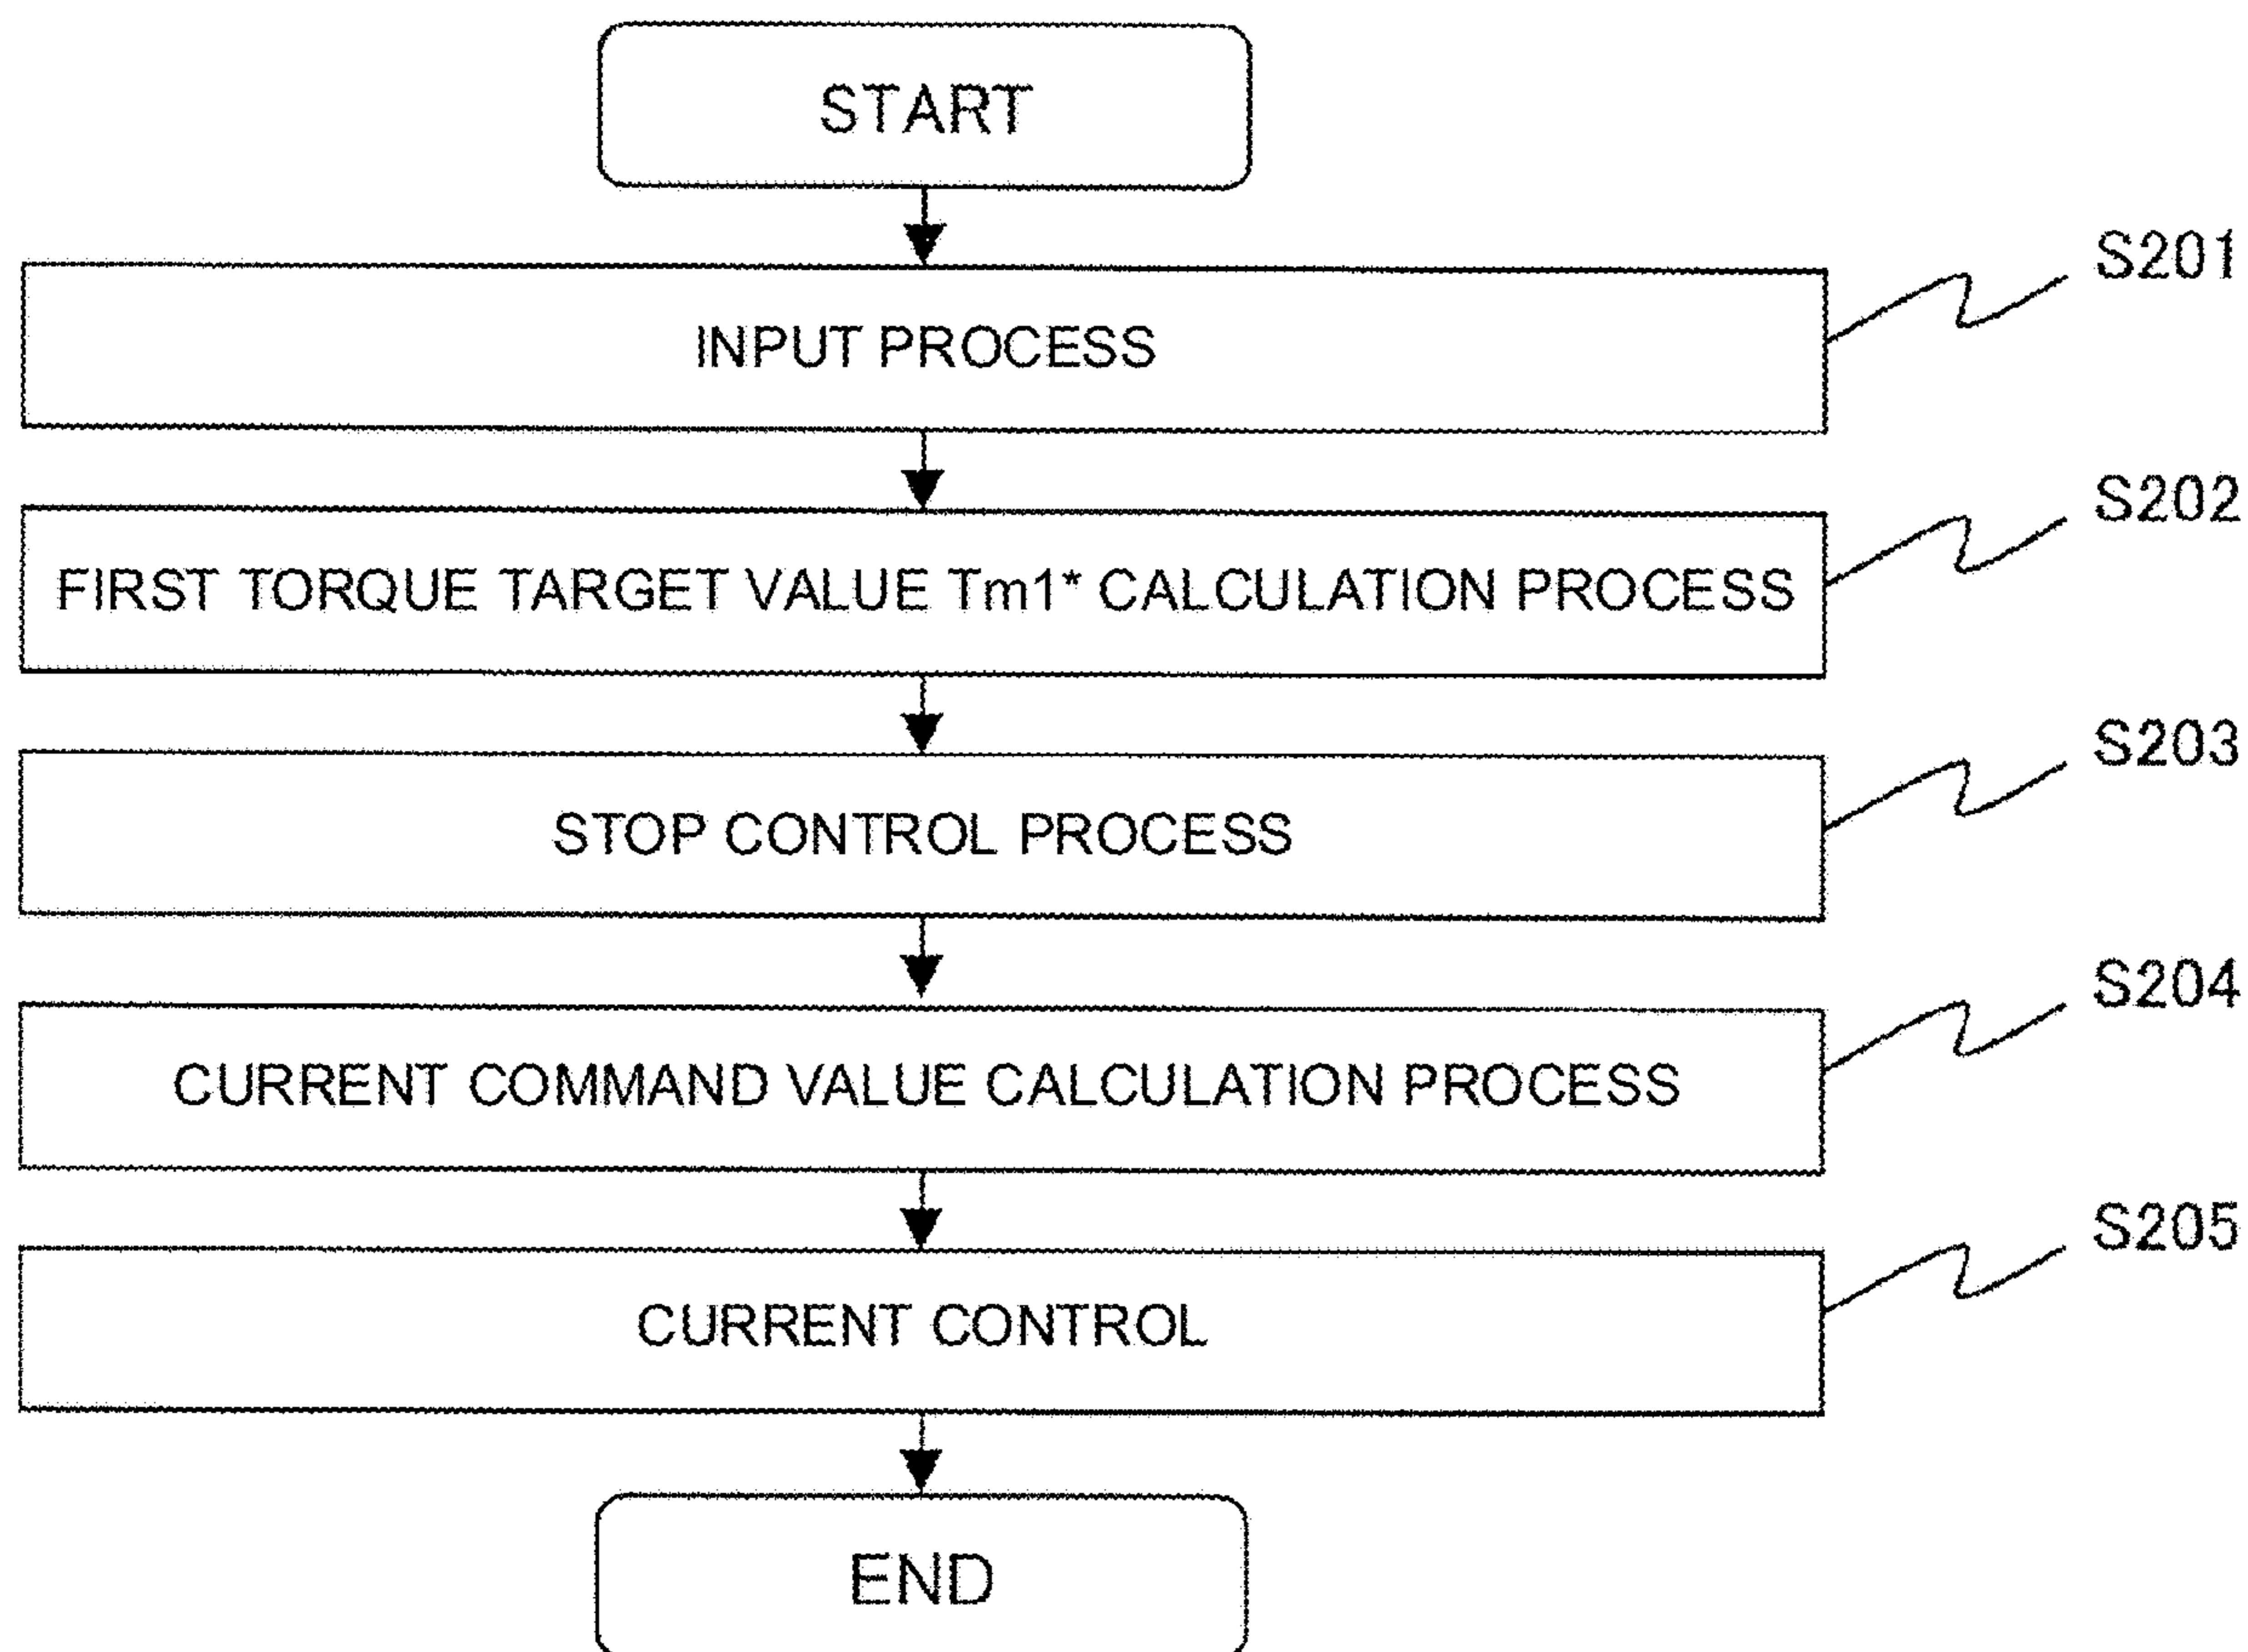 START
S201
INPUT PROCESS
S202
FIRST TORQUE TARGET VALUE Tm1* CALCULATION PROCESS
S203
STOP CONTROL PROCESS
S204
CURRENT COMMAND VALUE CALCULATION PROCESS
S205
CURRENT CONTROL
END